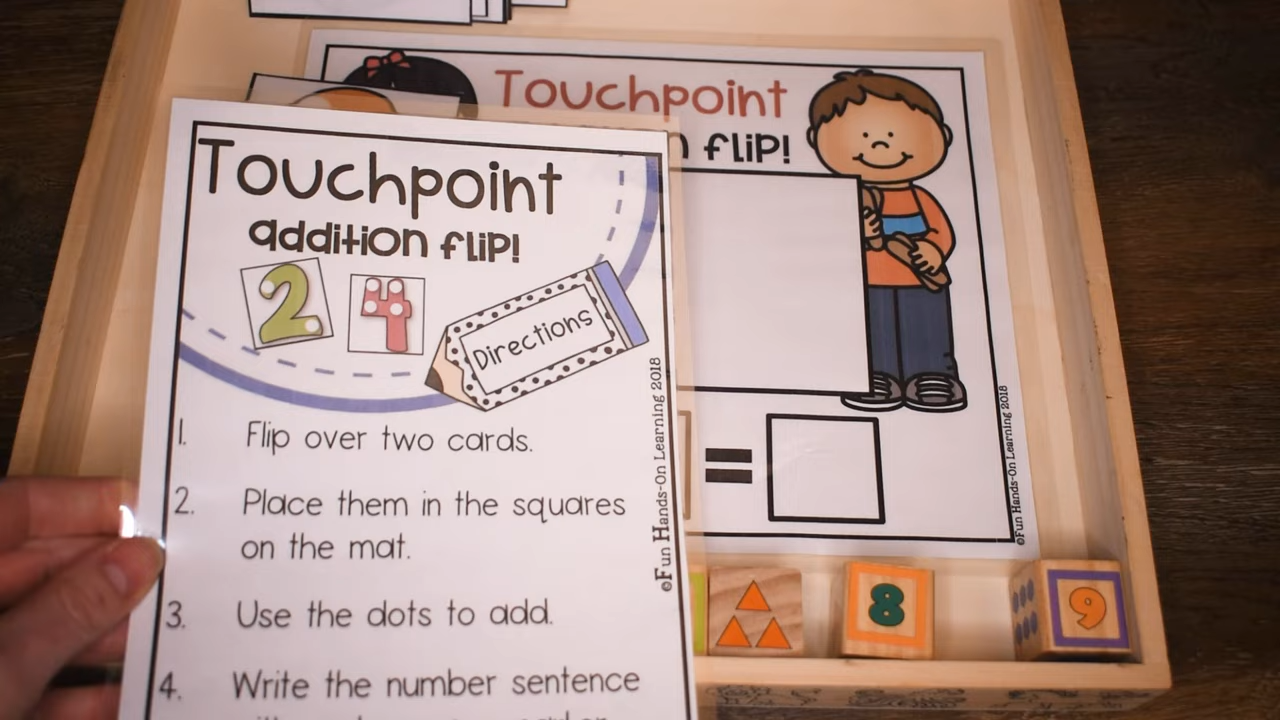 Touchpoint
flip!
Touchpoint
addition flip!
2 4
Directions
1. Flip over two cards.
2. Place them in the squares
on the mat.
3. Use the dots to add.
4. Write the number sentence
©Fun Hands-On Learning 2018
=
©Fun Hands-On Learning 2018
8
9